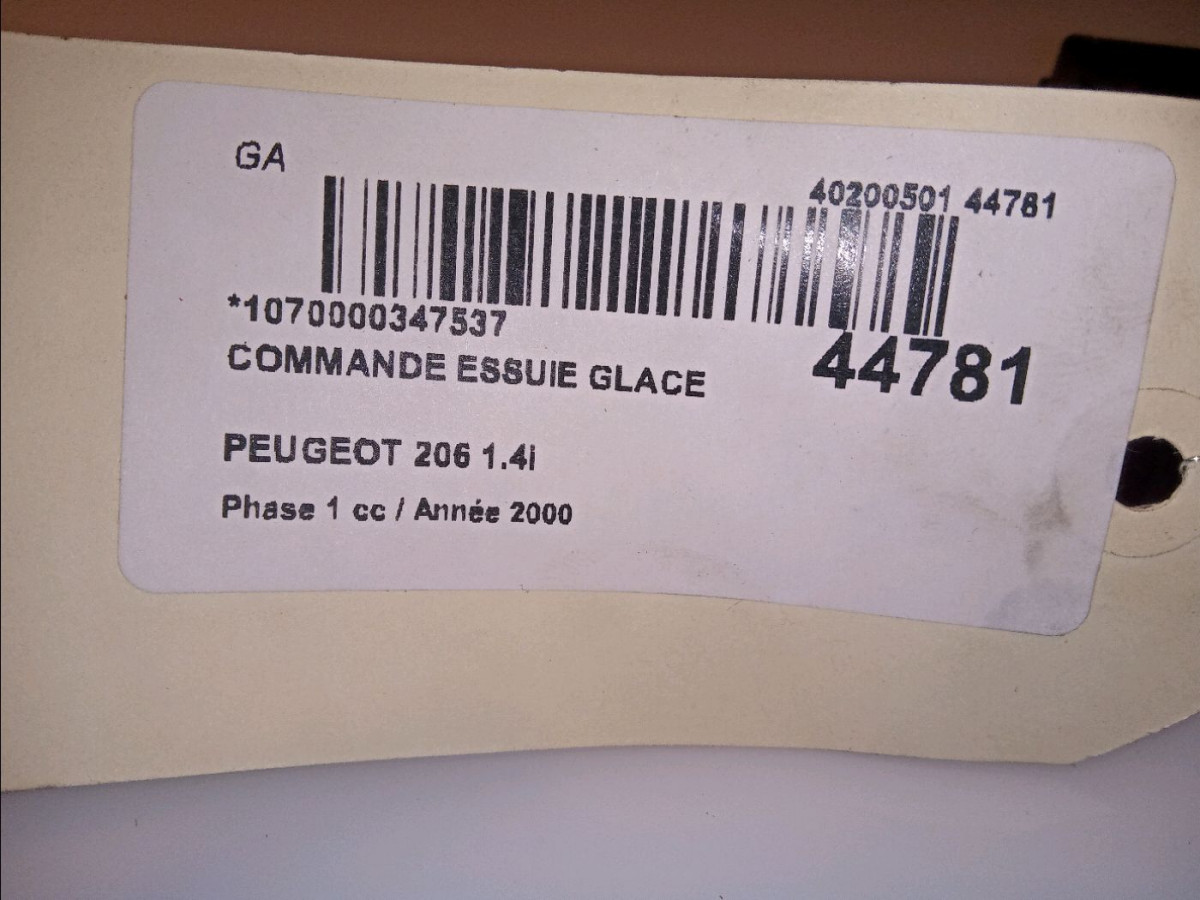 GA
40200501 44781
*1070000347537
44781
COMMANDE ESSUIE GLACE
PEUGEOT 206 1.4i
Phase 1 cc / Année 2000